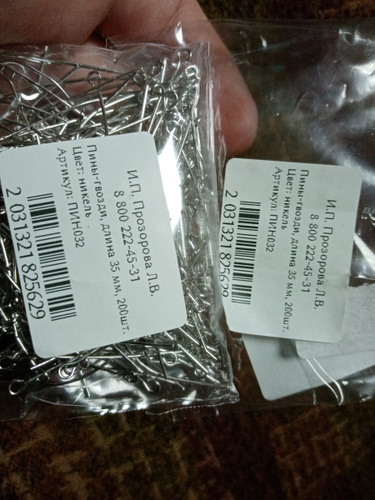 И.П. Прозорова Л.В.
8 800 222-45-31
Пины-гвозди, длина 35 мм, 200шт.
Цвет: никель
Артикул: ПИН032
2 031321 825629
И.П. Прозорова Л.В.
8 800 222-45-31
Пины-гвозди, длина 35 мм, 200шт.
Цвет: никель
Артикул: ПИН032
2 031321 825629